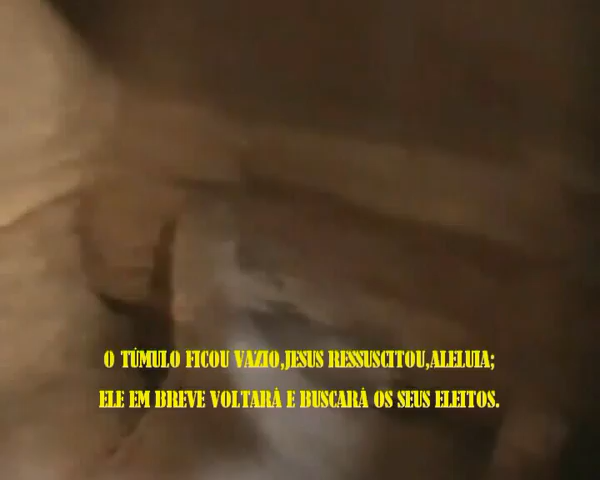 O TÚMULO FICOU VAZIO,JESUS RESSUSCITOU,ALELUIA;
ELE EM BREVE VOLTARÁ E BUSCARÁ OS SEUS ELEITOS.